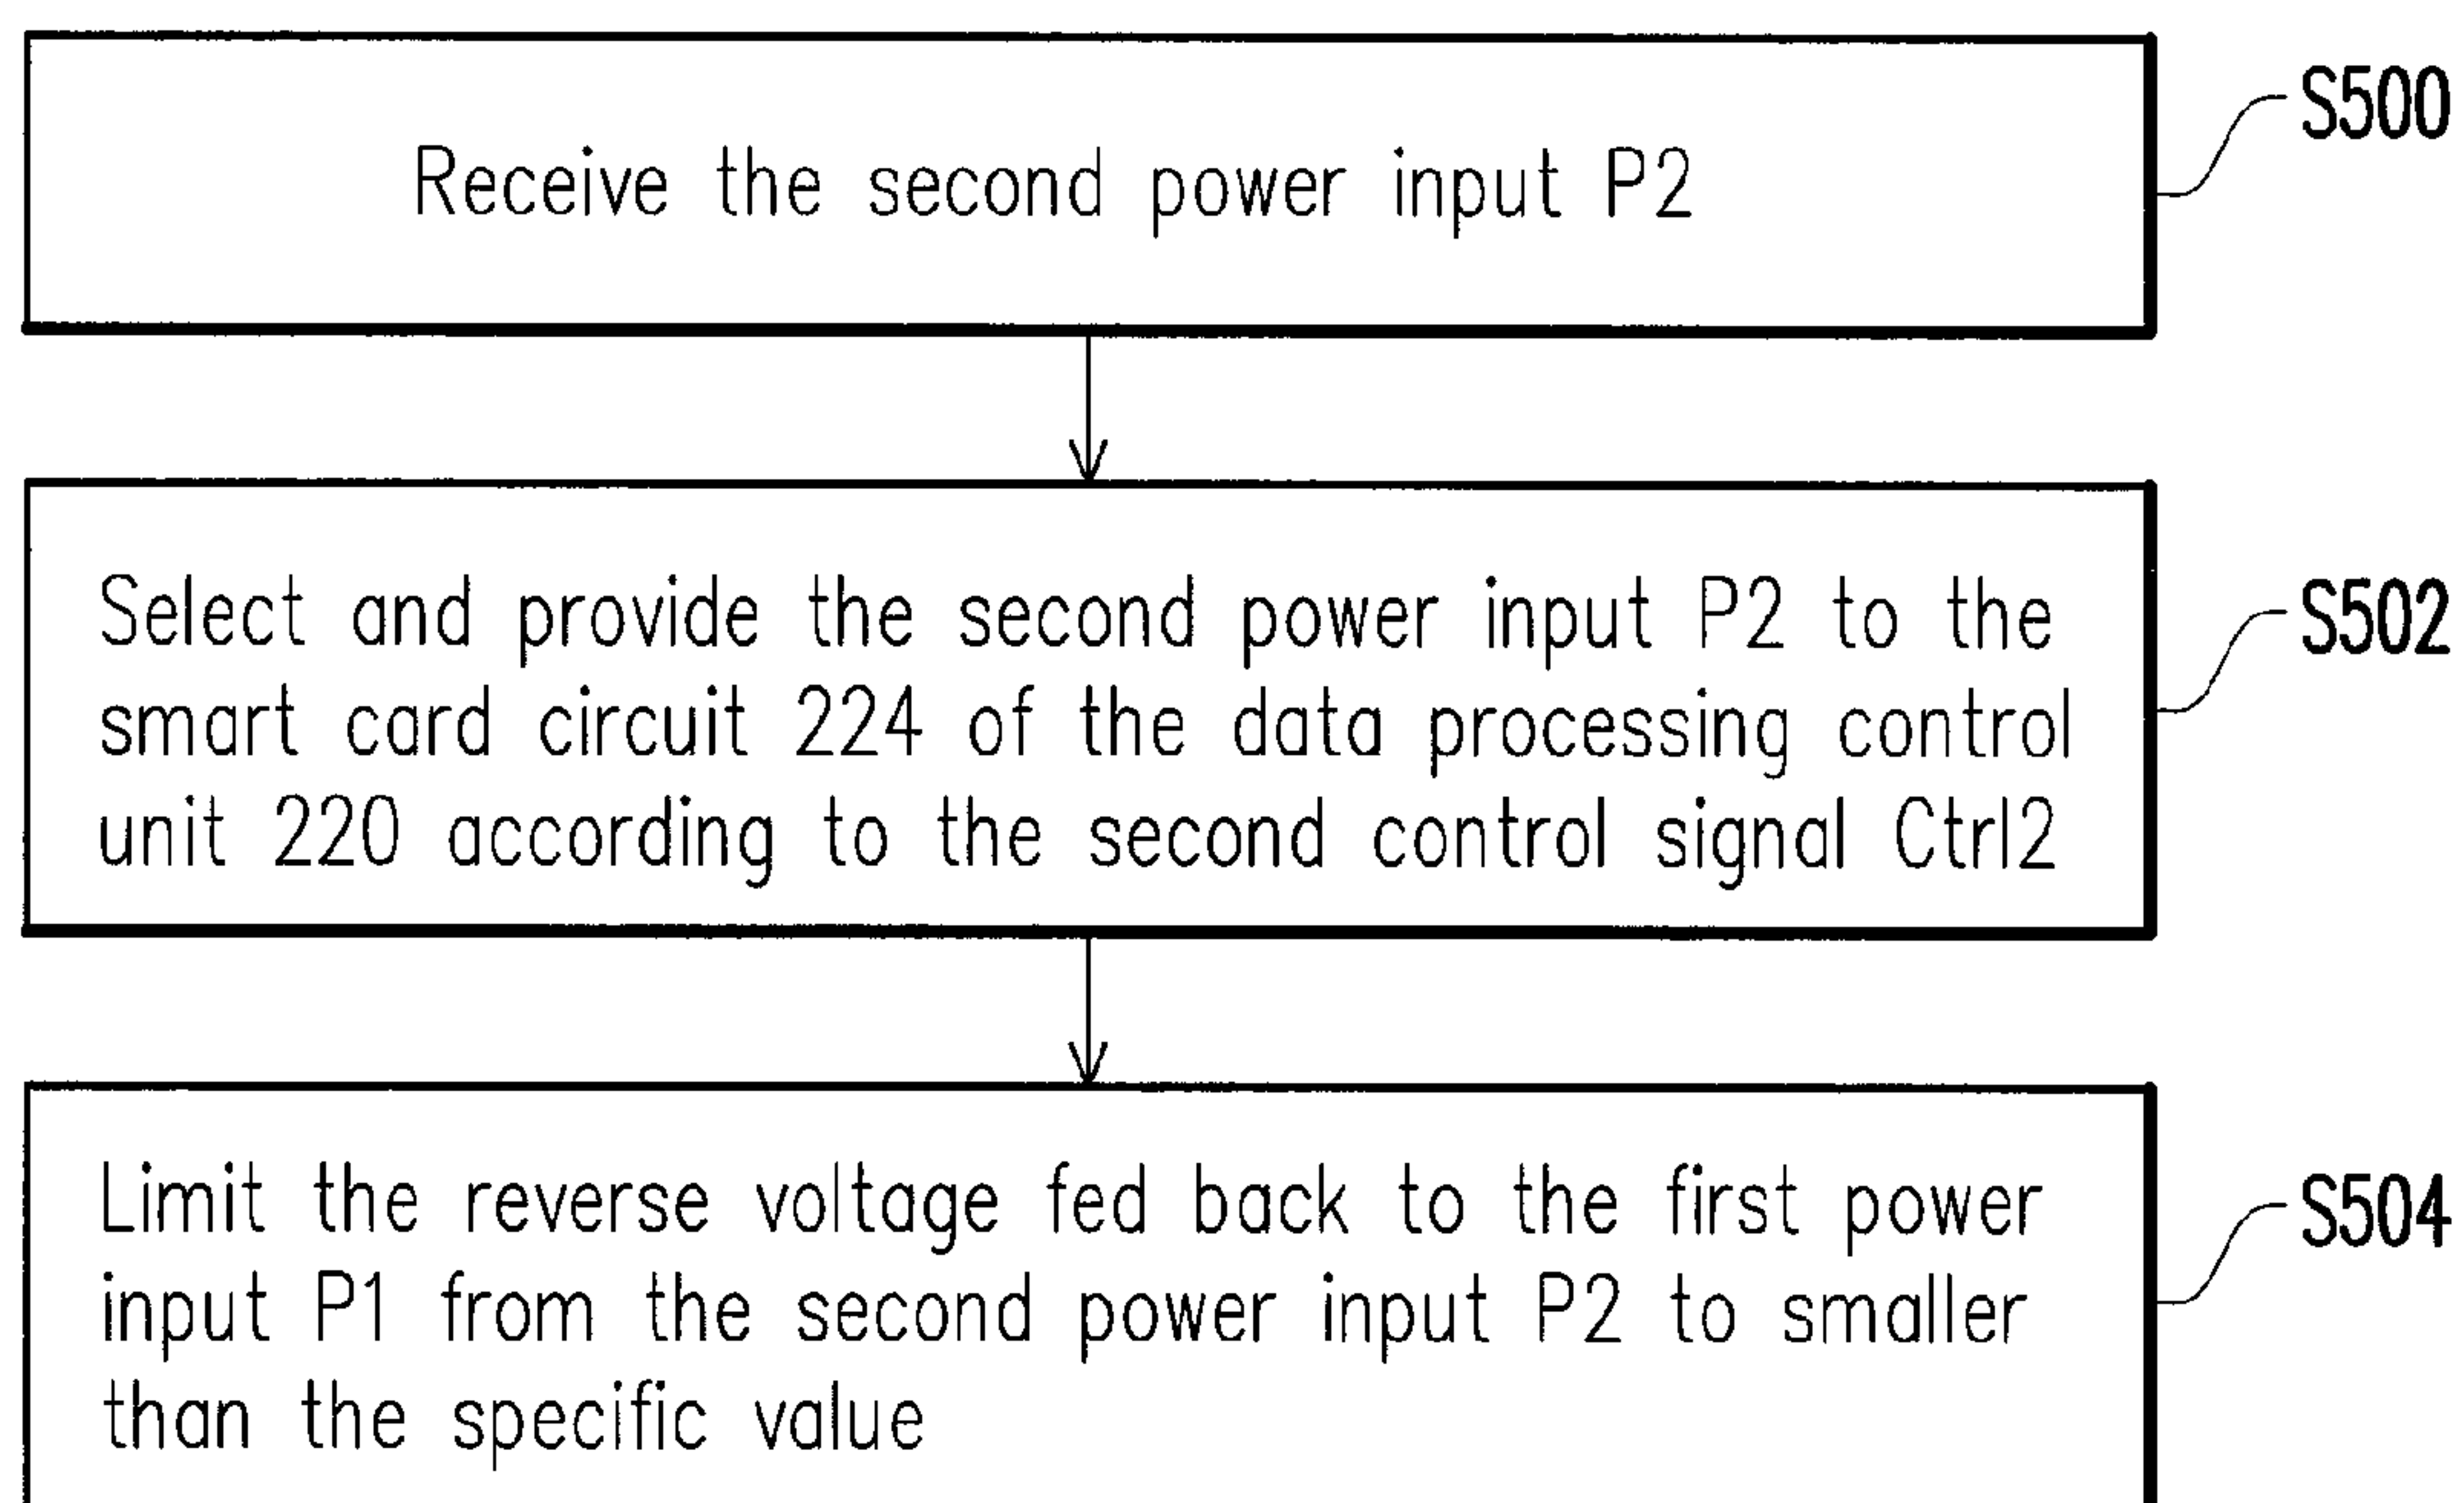 Receive the second power input P2
S500
Select and provide the second power input P2 to the
smart card circuit 224 of the data processing control
unit 220 according to the second control signal Ctrl2
S502
Limit the reverse voltage fed back to the first power
input P1 from the second power input P2 to smaller
than the specific value
S504